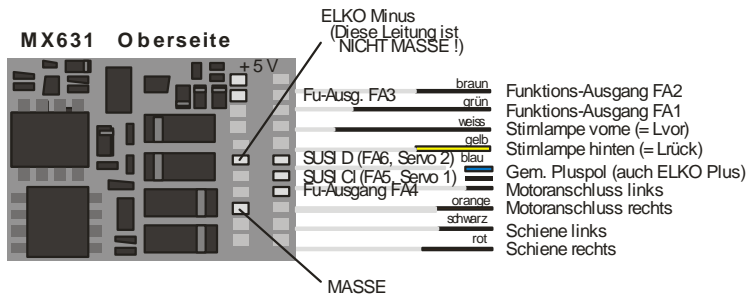 ELKO Minus
(Diese Leitung ist
NICHT MASSE !)
MX631 Oberseite
+5V
braun
Fu-Ausg. FA3
Funktions-Ausgang FA2
grün
Funktions-Ausgang FA1
weiss
Stirnlampe vorne (= Lvor)
gelb
Stirnlampe hinten (= Lrück)
SUSI D (FA6, Servo 2)
blau
Gem. Pluspol (auch ELKO Plus)
SUSI Cl (FA5, Servo 1)
Fu-Ausgang FA4
Motoranschluss links
orange
Motoranschluss rechts
schwarz
Schiene links
rot
Schiene rechts
MASSE